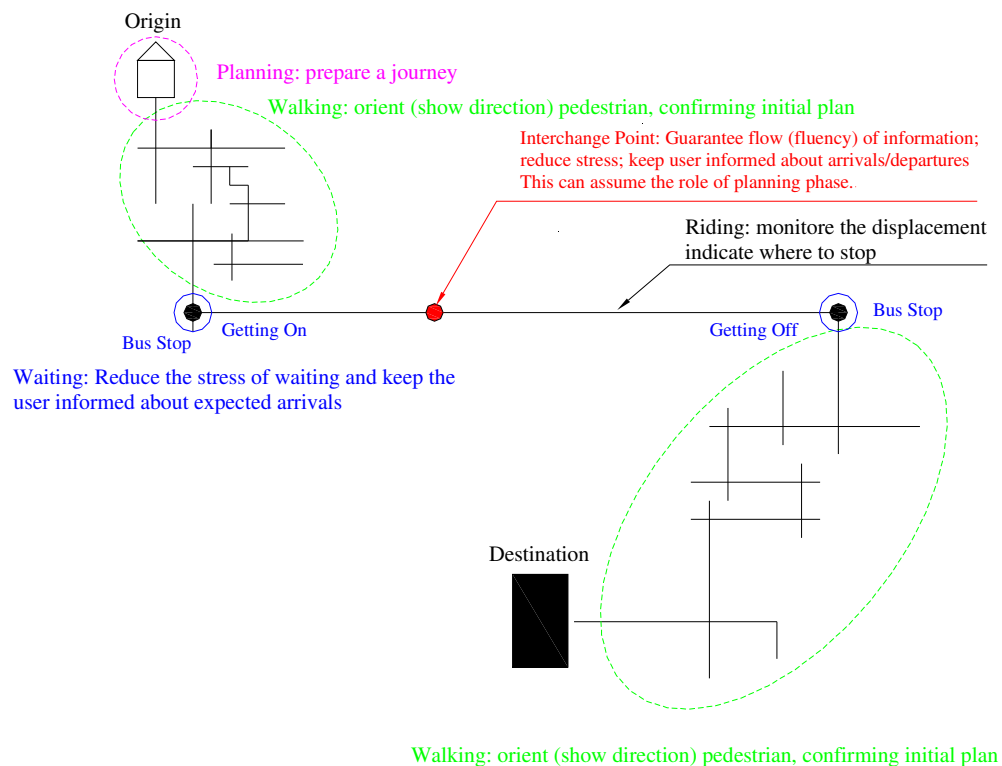 Origin
Planning: prepare a journey
Walking: orient (show direction) pedestrian, confirming initial plan
Interchange Point: Guarantee flow (fluency) of information;
reduce stress; keep user informed about arrivals/departures
This can assume the role of planning phase.
Riding: monitore the displacement
indicate where to stop
Getting On
Bus Stop
Getting Off
Bus Stop
Waiting: Reduce the stress of waiting and keep the
user informed about expected arrivals
Destination
Walking: orient (show direction) pedestrian, confirming initial plan